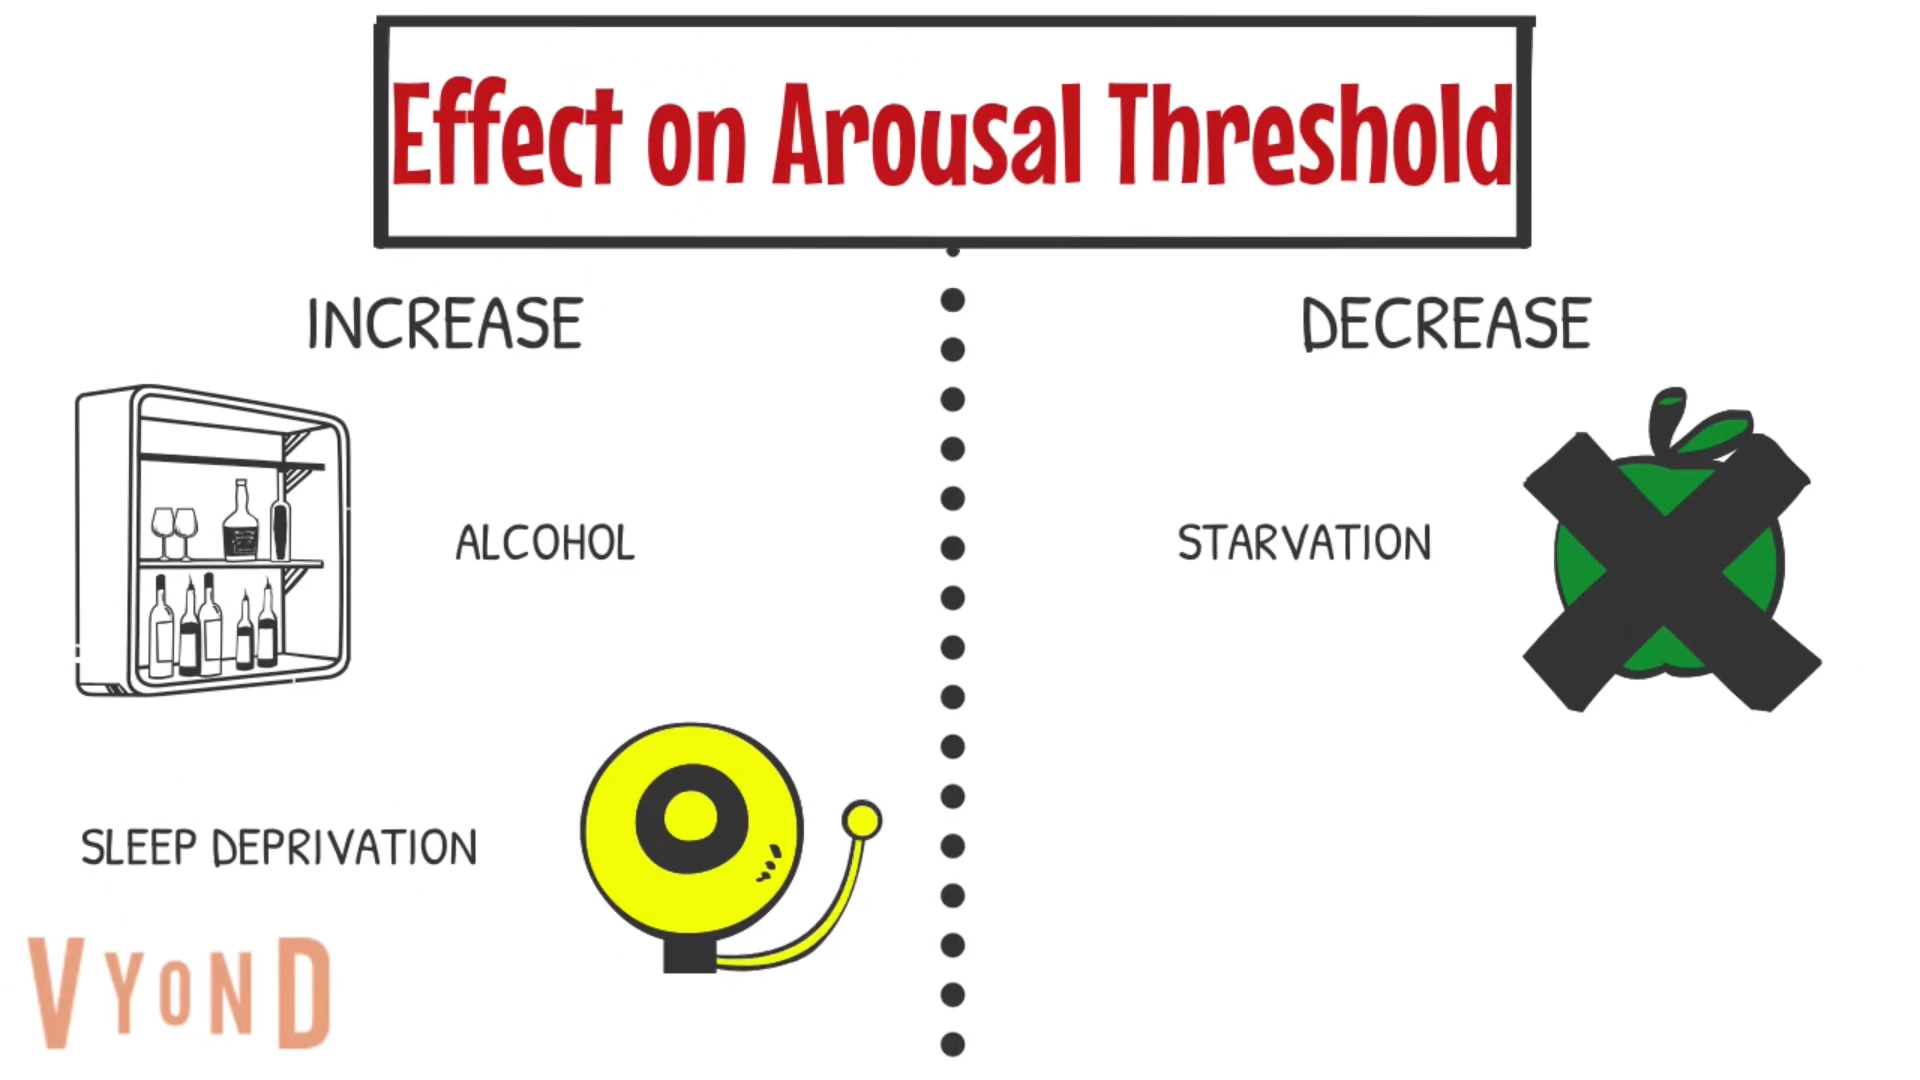 Effect on Arousal Threshold
INCREASE
DECREASE
ALCOHOL
STARVATION
SLEEP DEPRIVATION
VYOND